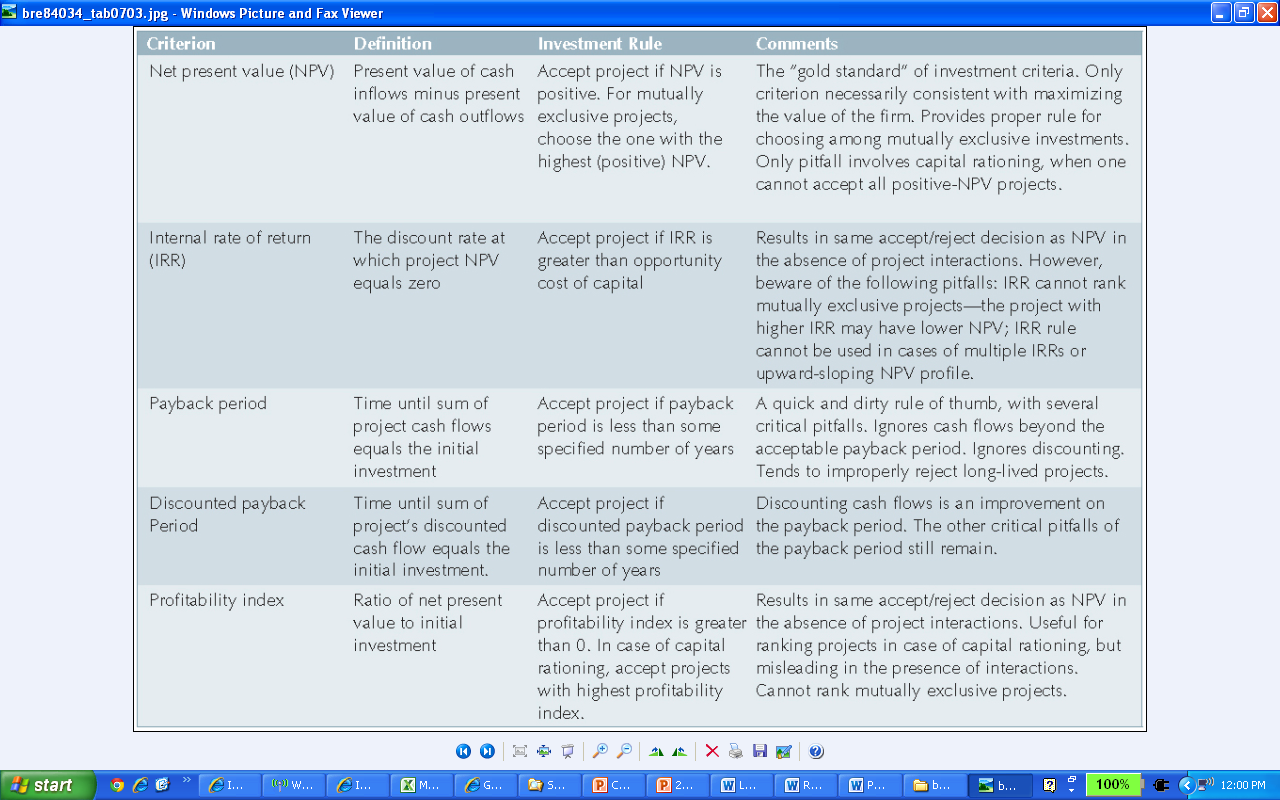 bre84034_tab0703.jpg - Windows Picture and Fax Viewer
Criterion Definition Investment Rule Comments
Net present value (NPV) Present value of cash Accept project if NPV is The "gold standard" of investment criteria. Only
inflows minus present positive. For mutually criterion necessarily consistent with maximizing
value of cash outflows exclusive projects, the value of the firm. Provides proper rule for
choose the one with the choosing among mutually exclusive investments.
highest (positive) NPV. Only pitfall involves capital rationing, when one
cannot accept all positive-NPV projects.
Internal rate of return The discount rate at Accept project if IRR is Results in same accept/reject decision as NPV in
(IRR) which project NPV greater than opportunity the absence of project interactions. However,
equals zero cost of capital beware of the following pitfalls: IRR cannot rank
mutually exclusive projects—the project with
higher IRR may have lower NPV; IRR rule
cannot be used in cases of multiple IRRs or
upward-sloping NPV profile.
Payback period Time until sum of Accept project if payback A quick and dirty rule of thumb, with several
project cash flows period is less than some critical pitfalls. Ignores cash flows beyond the
equals the initial specified number of years acceptable payback period. Ignores discounting.
investment Tends to improperly reject long-lived projects.
Discounted payback Time until sum of Accept project if Discounting cash flows is an improvement on
Period project's discounted discounted payback period the payback period. The other critical pitfalls of
cash flow equals the is less than some specified the payback period still remain.
initial investment. number of years
Profitability index Ratio of net present Accept project if Results in same accept/reject decision as NPV in
value to initial profitability index is greater the absence of project interactions. Useful for
investment than 0. In case of capital ranking projects in case of capital rationing, but
rationing, accept projects misleading in the presence of interactions.
with highest profitability Cannot rank mutually exclusive projects.
index.
start I... W... I... M... G... S... C... 2... L... R... P... b... b... 100% 12:00 PM